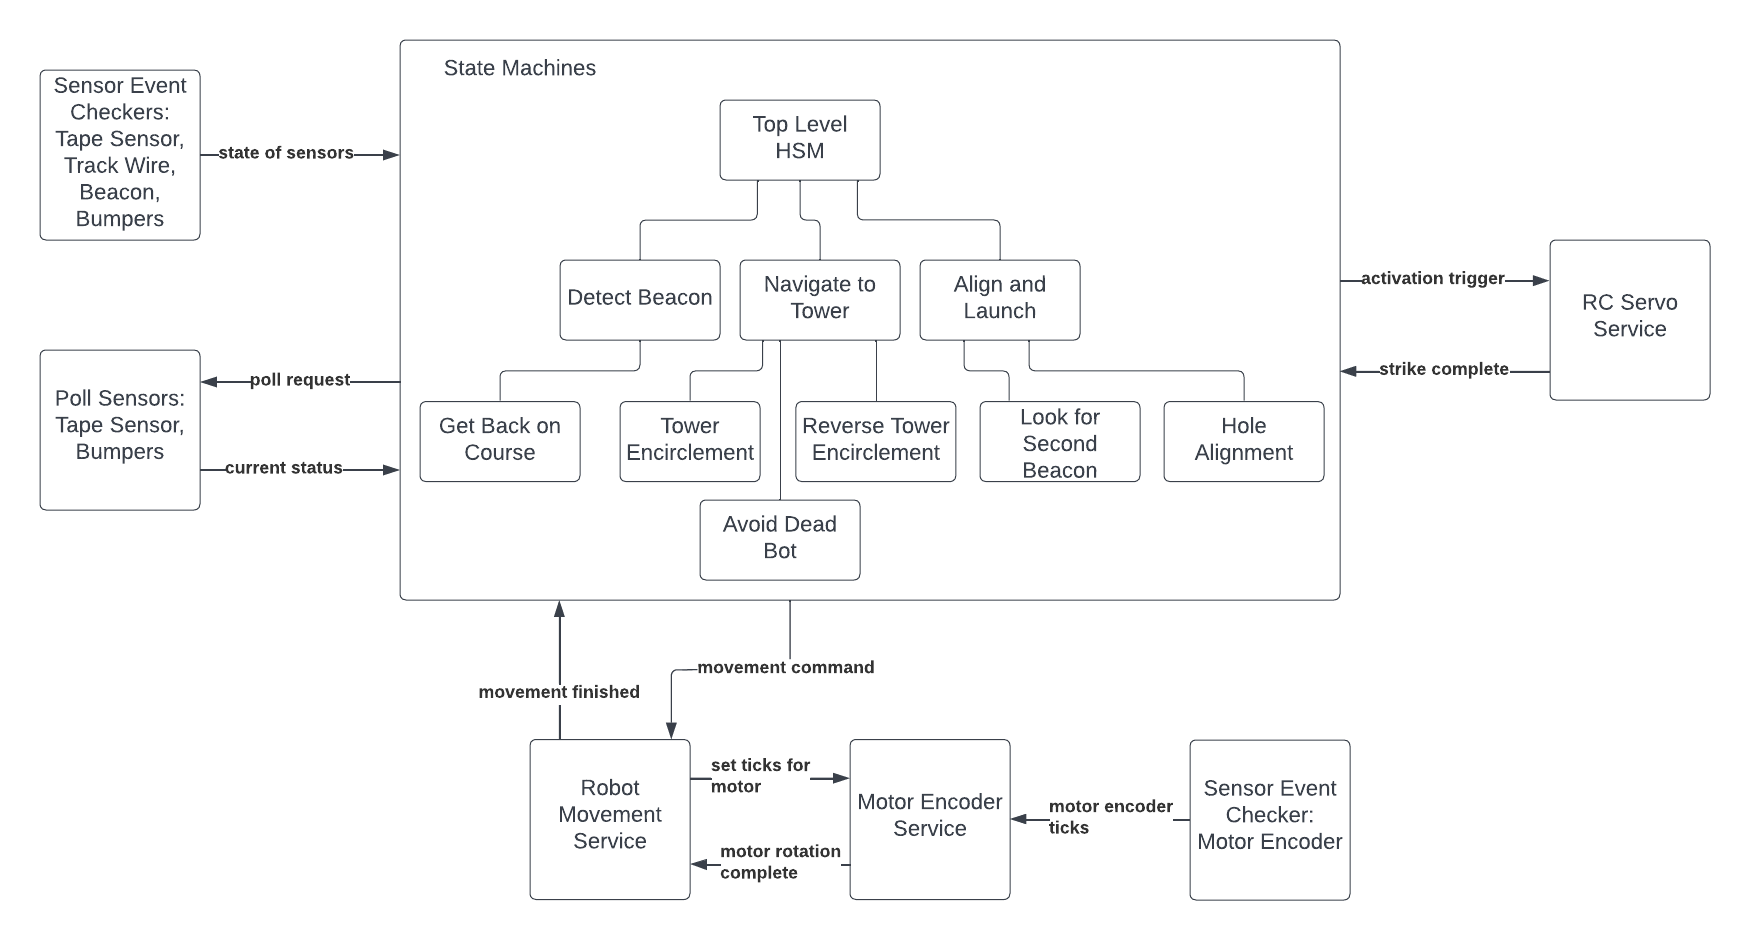 State Machines
Sensor Event
Checkers:
Tape Sensor,
Track Wire,
Beacon,
Bumpers
state of sensors
Top Level
HSM
Detect Beacon
Navigate to
Tower
Align and
Launch
activation trigger
RC Servo
Service
strike complete
poll request
Poll Sensors:
Tape Sensor,
Bumpers
current status
Get Back on
Course
Tower
Encirclement
Reverse Tower
Encirclement
Look for
Second
Beacon
Hole
Alignment
Avoid Dead
Bot
movement finished
movement command
Robot
Movement
Service
set ticks for
motor
motor rotation
complete
Motor Encoder
Service
motor encoder
ticks
Sensor Event
Checker:
Motor Encoder